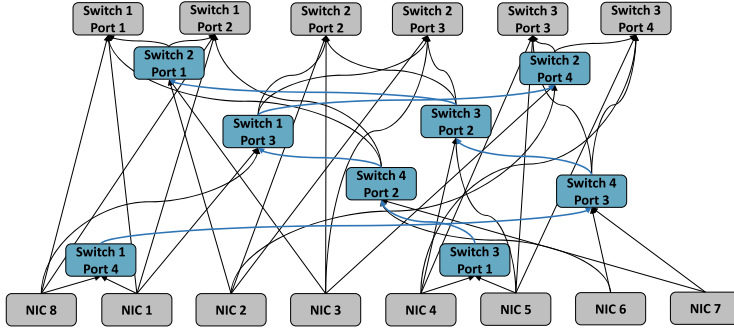 Switch 1
Port 1
Switch 1
Port 2
Switch 2
Port 2
Switch 2
Port 3
Switch 3
Port 3
Switch 3
Port 4
Switch 2
Port 1
Switch 2
Port 4
Switch 1
Port 3
Switch 3
Port 2
Switch 4
Port 2
Switch 4
Port 3
Switch 1
Port 4
Switch 3
Port 1
NIC 8
NIC 1
NIC 2
NIC 3
NIC 4
NIC 5
NIC 6
NIC 7